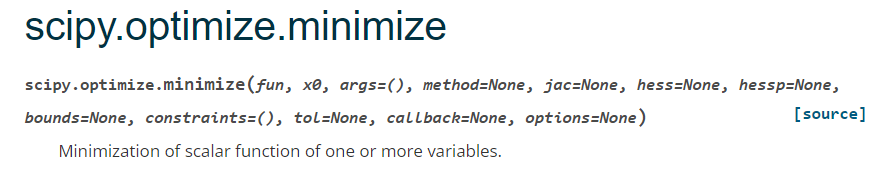 scipy.optimize.minimize
scipy.optimize.minimize(fun, x0, args=(), method=None, jac=None, hess=None, hessp=None,
bounds=None, constraints=(), tol=None, callback=None, options=None) [source]
Minimization of scalar function of one or more variables.